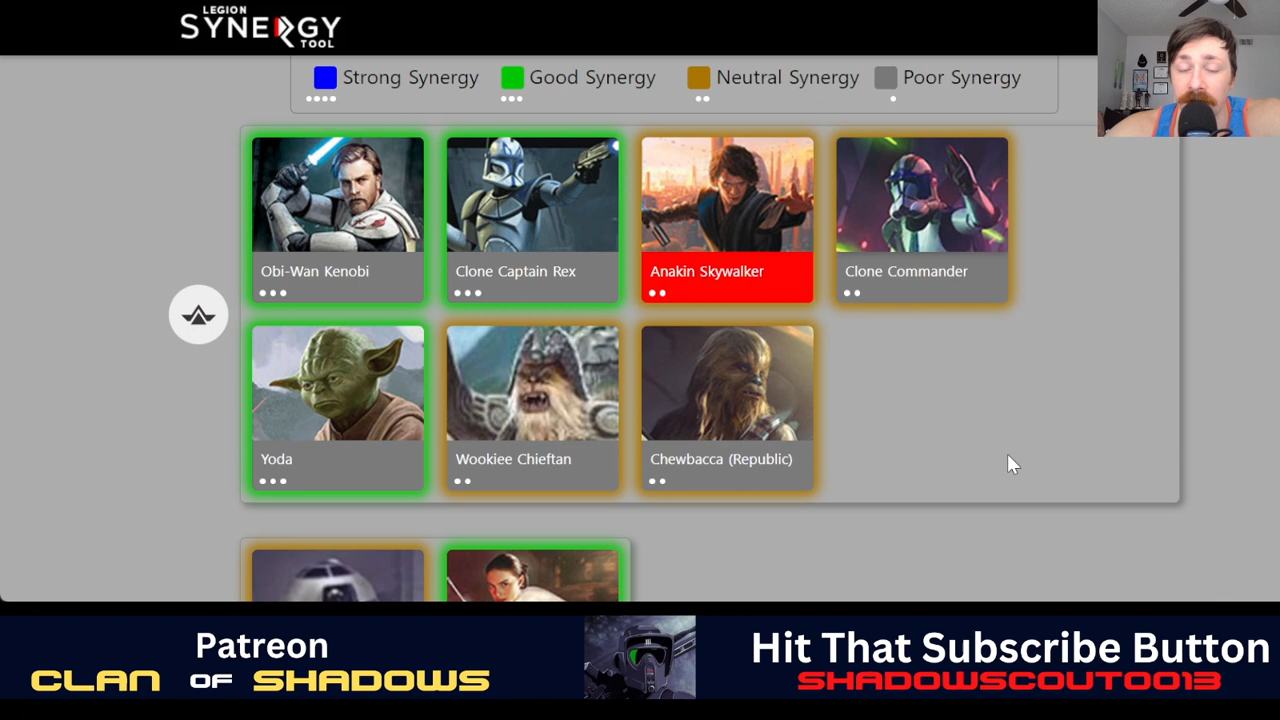 LEGION
SYNERGY
TOOL
Strong Synergy
Good Synergy
Neutral Synergy
Poor Synergy
Obi-Wan Kenobi
Clone Captain Rex
Anakin Skywalker
Clone Commander
Yoda
Wookiee Chieftan
Chewbacca (Republic)
Patreon
CLAN OF SHADOWS
Hit That Subscribe Button
SHADOWSCOUT0013